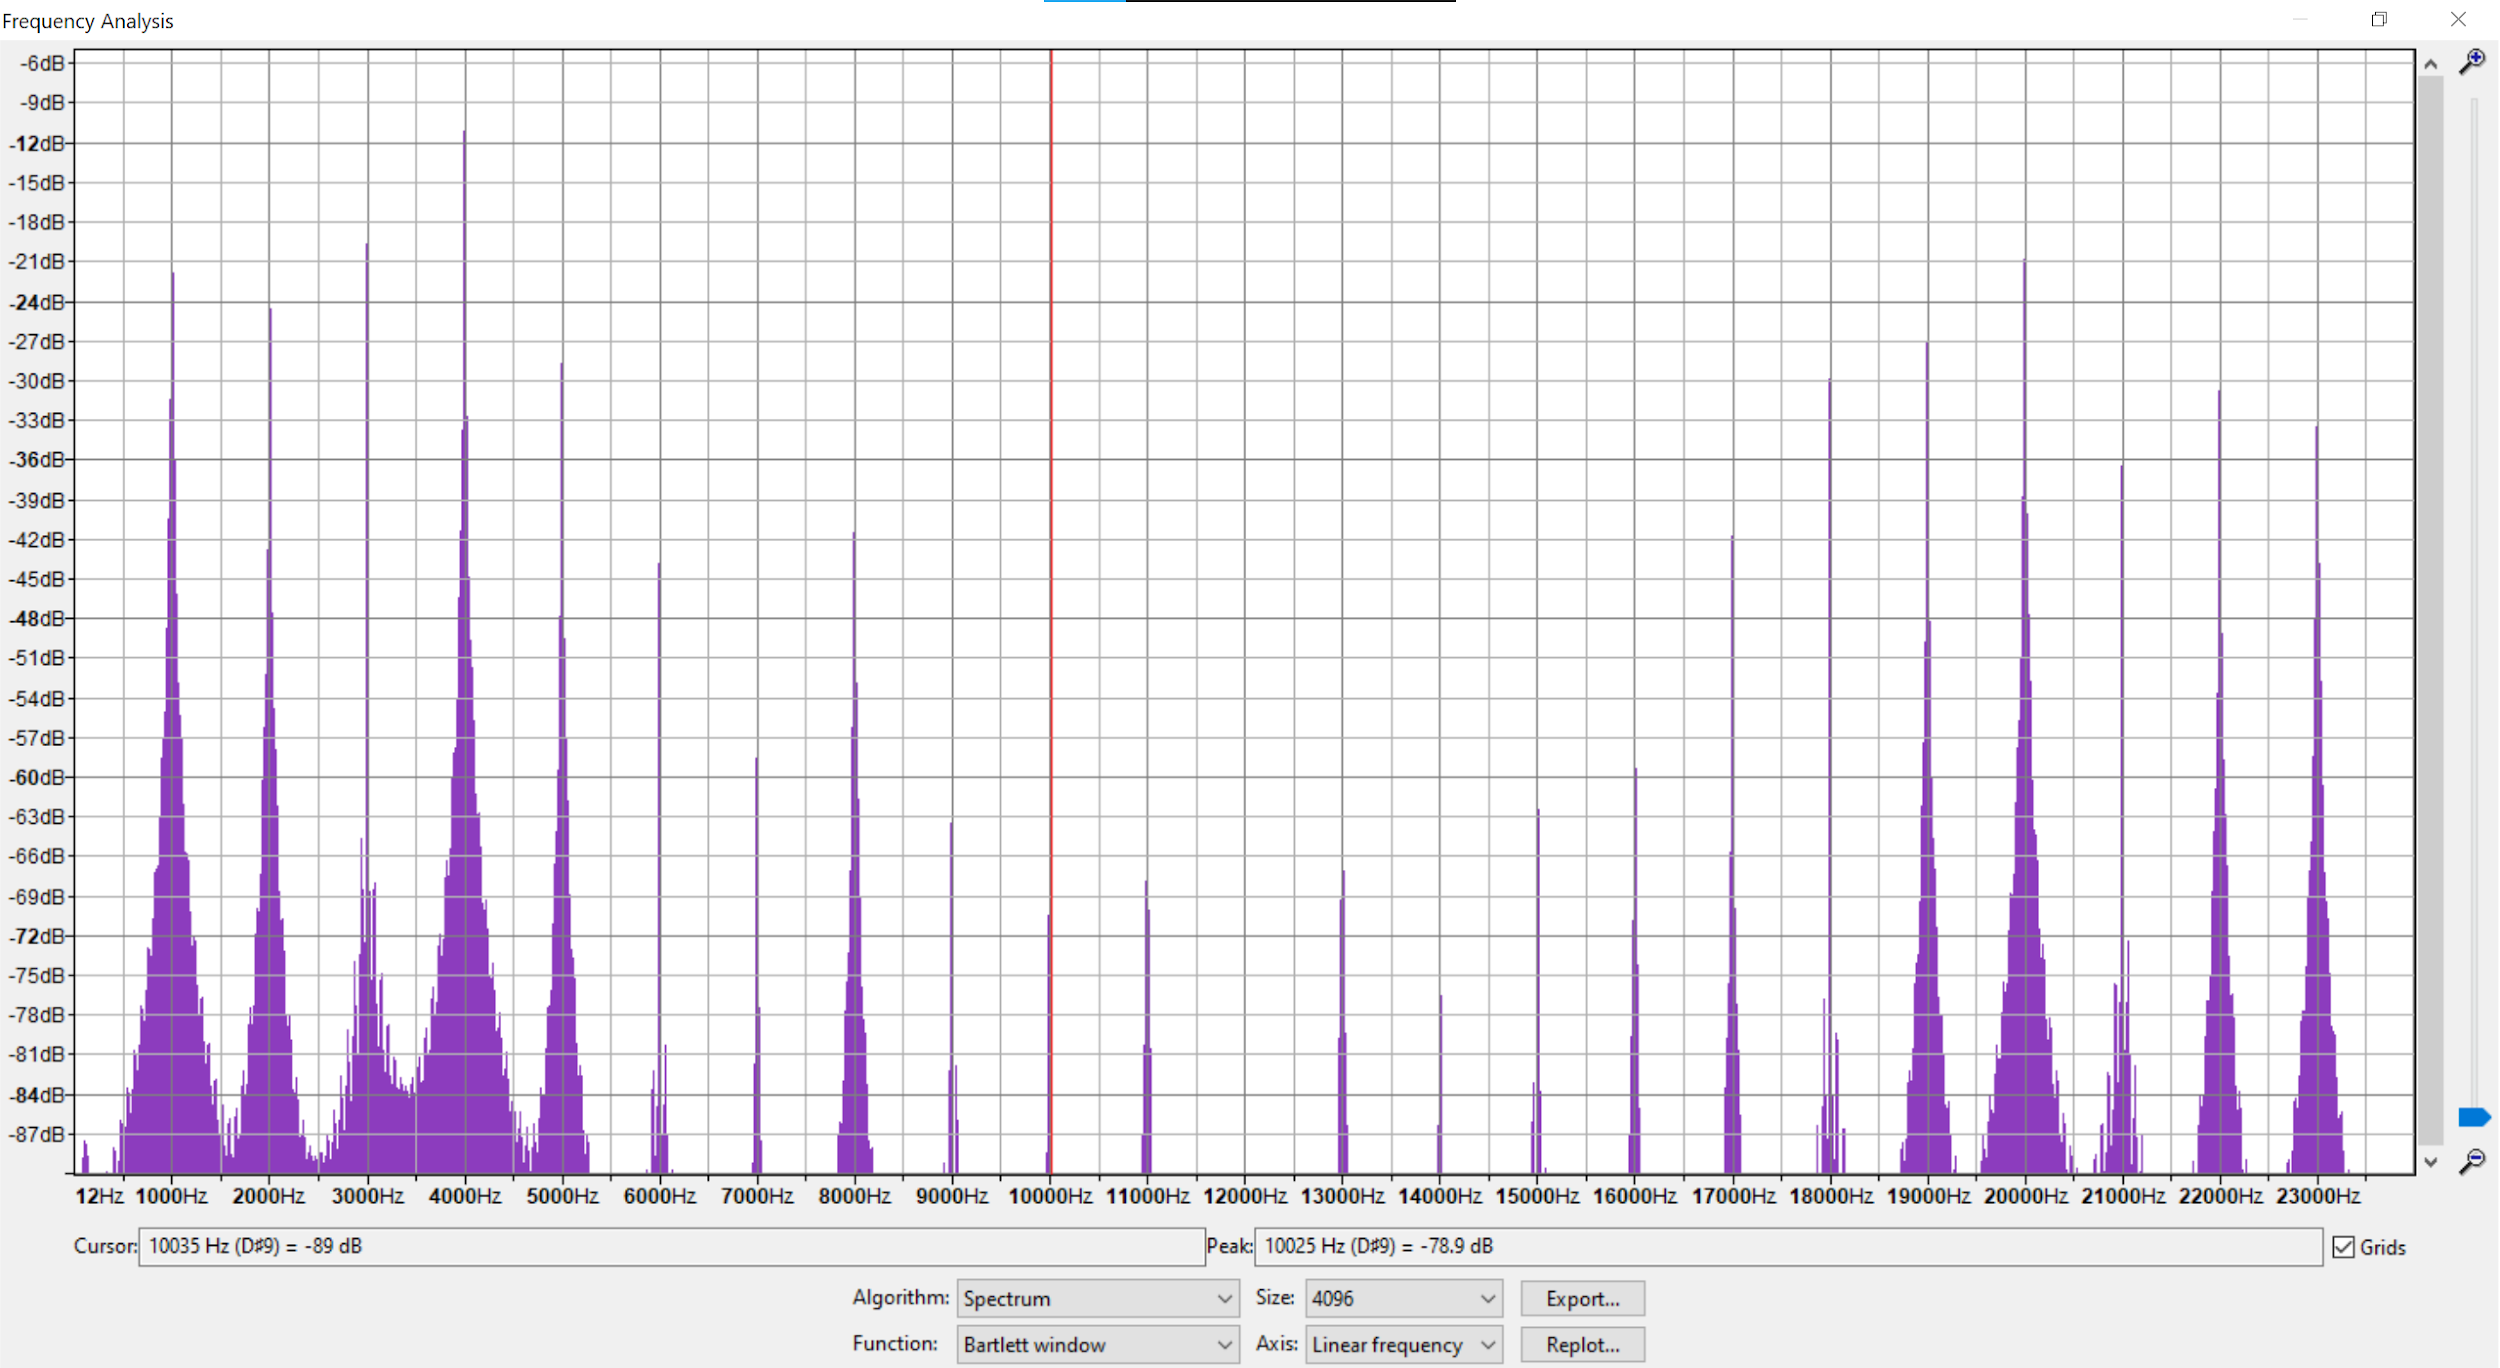 Frequency Analysis
-6dB
-9dB
-12dB
-15dB
-18dB
-21dB
-24dB
-27dB
-30dB
-33dB
-36dB
-39dB
-42dB
-45dB
-48dB
-51dB
-54dB
-57dB
-60dB
-63dB
-66dB
-69dB
-72dB
-75dB
-78dB
-81dB
-84dB
-87dB
12Hz 1000Hz 2000Hz 3000Hz 4000Hz 5000Hz 6000Hz 7000Hz 8000Hz 9000Hz 10000Hz 11000Hz 12000Hz 13000Hz 14000Hz 15000Hz 16000Hz 17000Hz 18000Hz 19000Hz 20000Hz 21000Hz 22000Hz 23000Hz
Cursor: 10035 Hz (D♯9) = -89 dB Peak: 10025 Hz (D♯9) = -78.9 dB Grids
Algorithm: Spectrum Size: 4096 Export...
Function: Bartlett window Axis: Linear frequency Replot...